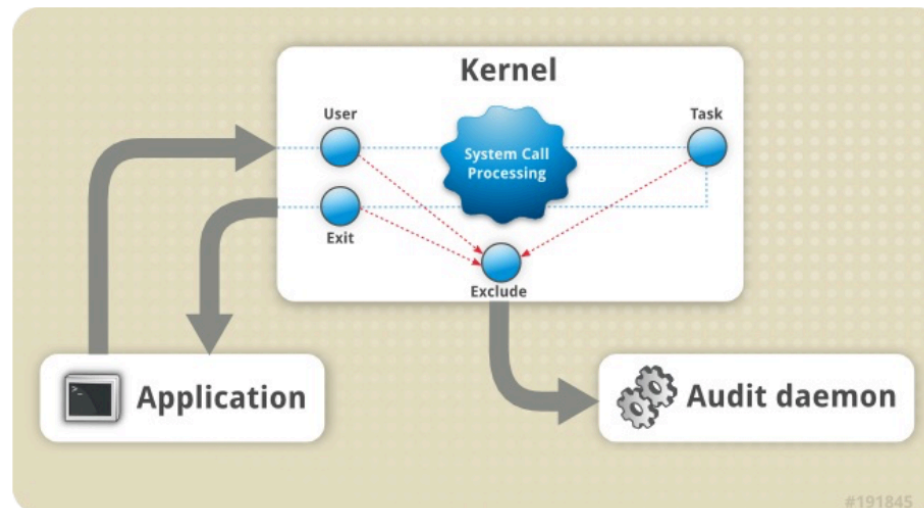 Kernel
User
Task
System Call
Processing
Exit
Exclude
>_
Application
Audit daemon
#191845